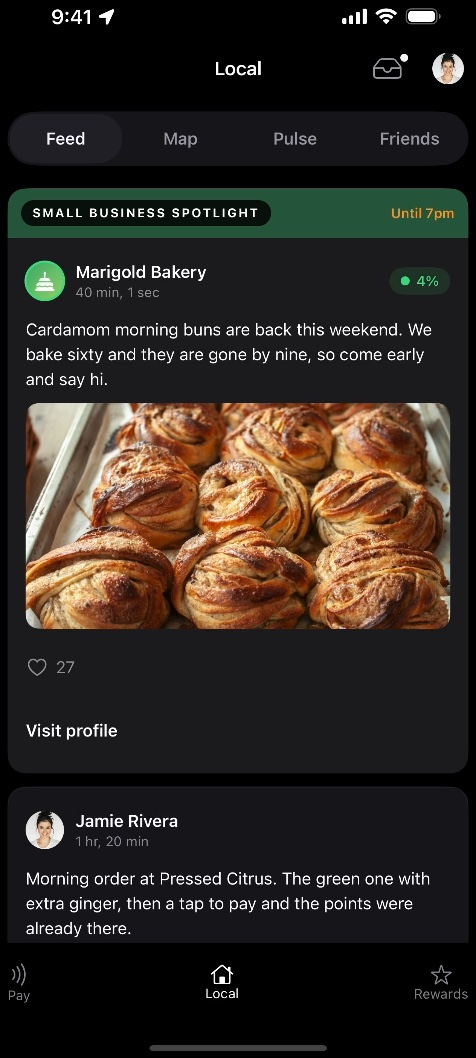 9:41
Local
Feed
Map
Pulse
Friends
SMALL BUSINESS SPOTLIGHT
Until 7pm
Marigold Bakery
40 min, 1 sec
4%
Cardamom morning buns are back this weekend. We
bake sixty and they are gone by nine, so come early
and say hi.
27
Visit profile
Jamie Rivera
1 hr, 20 min
Morning order at Pressed Citrus. The green one with
extra ginger, then a tap to pay and the points were
already there.
Pay
Local
Rewards